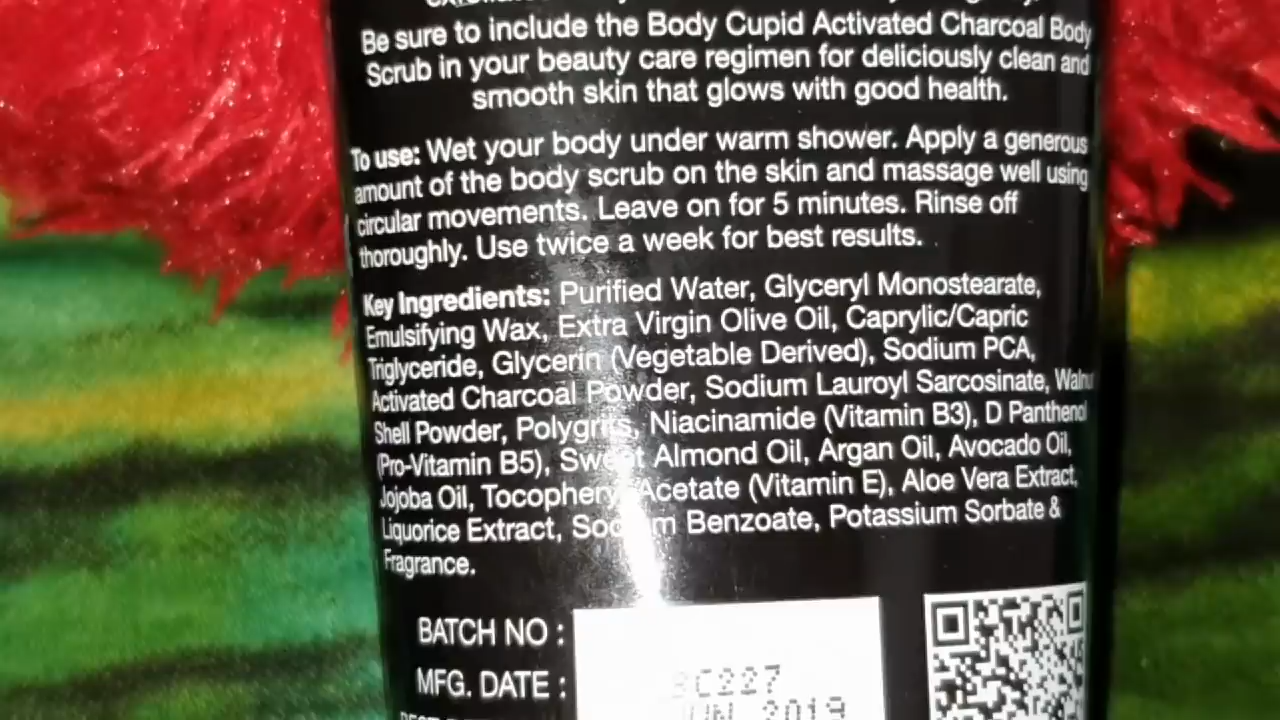 Be sure to include the Body Cupid Activated Charcoal Body
Scrub in your beauty care regimen for deliciously clean and
smooth skin that glows with good health.
To use: Wet your body under warm shower. Apply a generous
amount of the body scrub on the skin and massage well using
circular movements. Leave on for 5 minutes. Rinse off
thoroughly. Use twice a week for best results.
Key Ingredients: Purified Water, Glyceryl Monostearate,
Emulsifying Wax, Extra Virgin Olive Oil, Caprylic/Capric
Triglyceride, Glycerin (Vegetable Derived), Sodium PCA,
Activated Charcoal Powder, Sodium Lauroyl Sarcosinate, Walnut
Shell Powder, Polygrits, Niacinamide (Vitamin B3), D Panthenol
(Pro-Vitamin B5), Sweet Almond Oil, Argan Oil, Avocado Oil,
Jojoba Oil, Tocopheryl Acetate (Vitamin E), Aloe Vera Extract,
Liquorice Extract, Sodium Benzoate, Potassium Sorbate &
Fragrance.
BATCH NO :
MFG. DATE : C227
2019